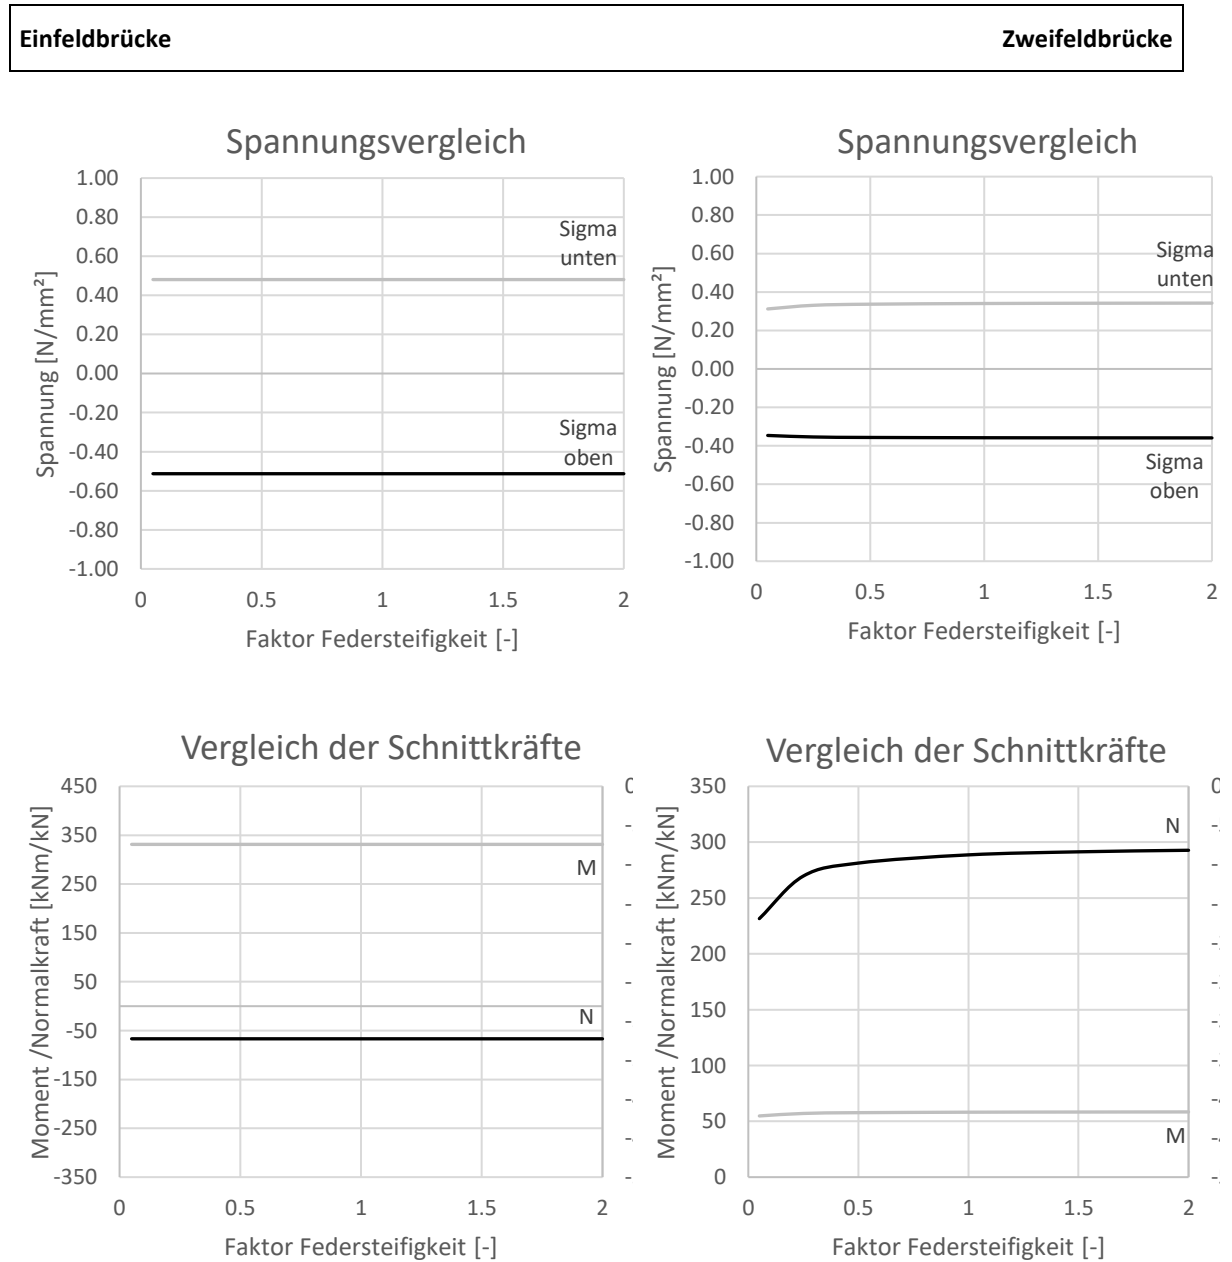 Einfeldbrücke Zweifeldbrücke
Spannungsvergleich
1.00
0.80
0.60
0.40
0.20
0.00
-0.20
-0.40
-0.60
-0.80
-1.00
Spannung [N/mm²]
Sigma
unten
Sigma
oben
0 0.5 1 1.5 2
Faktor Federsteifigkeit [-]
Spannungsvergleich
1.00
0.80
0.60
0.40
0.20
0.00
-0.20
-0.40
-0.60
-0.80
-1.00
Spannung [N/mm²]
Sigma
unten
Sigma
oben
0 0.5 1 1.5 2
Faktor Federsteifigkeit [-]
Vergleich der Schnittkräfte
450
350
250
150
50
-50
-150
-250
-350
Moment /Normalkraft [kNm/kN]
M
N
0 0.5 1 1.5 2
Faktor Federsteifigkeit [-]
Vergleich der Schnittkräfte
350
300
250
200
150
100
50
0
Moment /Normalkraft [kNm/kN]
N
M
0 0.5 1 1.5 2
Faktor Federsteifigkeit [-]